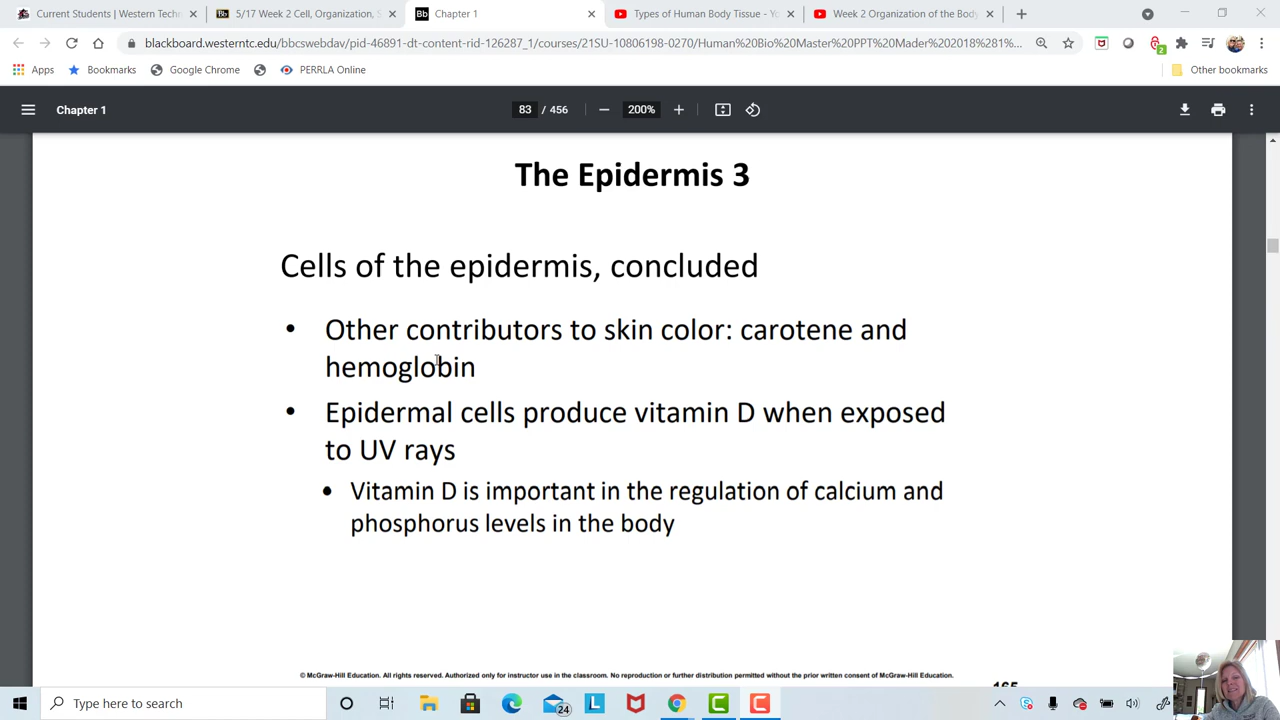 Current Students | Western Techn
5/17 Week 2 Cell, Organization, S
Bb Chapter 1
Types of Human Body Tissue - Yo
Week 2 Organization of the Body
blackboard.westerntc.edu/bbcswebdav/pid-46891-dt-content-rid-126287_1/courses/21SU-10806198-0270/Human%20Bio%20Master%20PPT%20Mader%202018%281%...
2
Apps
Bookmarks
Google Chrome
PERRLA Online
Other bookmarks
Chapter 1
83 / 456
200%
The Epidermis 3
Cells of the epidermis, concluded
• Other contributors to skin color: carotene and
hemoglobin
• Epidermal cells produce vitamin D when exposed
to UV rays
• Vitamin D is important in the regulation of calcium and
phosphorus levels in the body
© McGraw-Hill Education. All rights reserved. Authorized only for instructor use in the classroom. No reproduction or further distribution permitted without the prior written consent of McGraw-Hill Education.
165
Type here to search
24